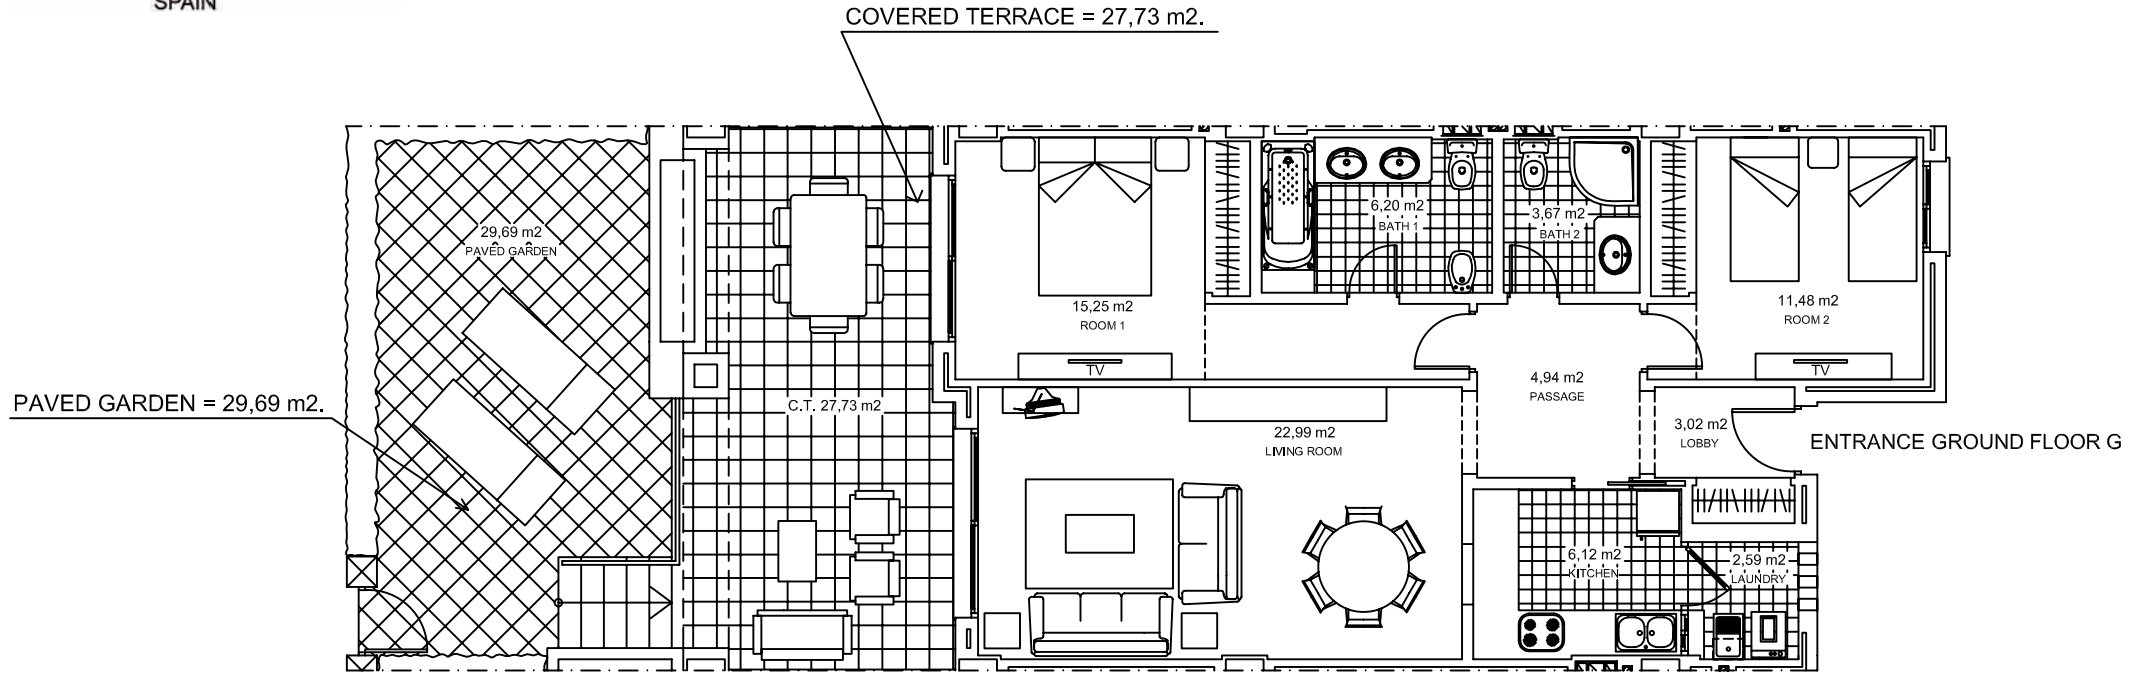 SPAIN
COVERED TERRACE = 27,73 m2.
29,69 m2
PAVED GARDEN
6,20 m2
BATH 1
3,67 m2
BATH 2
15,25 m2
ROOM 1
11,48 m2
ROOM 2
TV
TV
4,94 m2
PASSAGE
PAVED GARDEN = 29,69 m2.
C.T. 27,73 m2
22,99 m2
LIVING ROOM
3,02 m2
LOBBY
ENTRANCE GROUND FLOOR G
6,12 m2
KITCHEN
2,59 m2
LAUNDRY